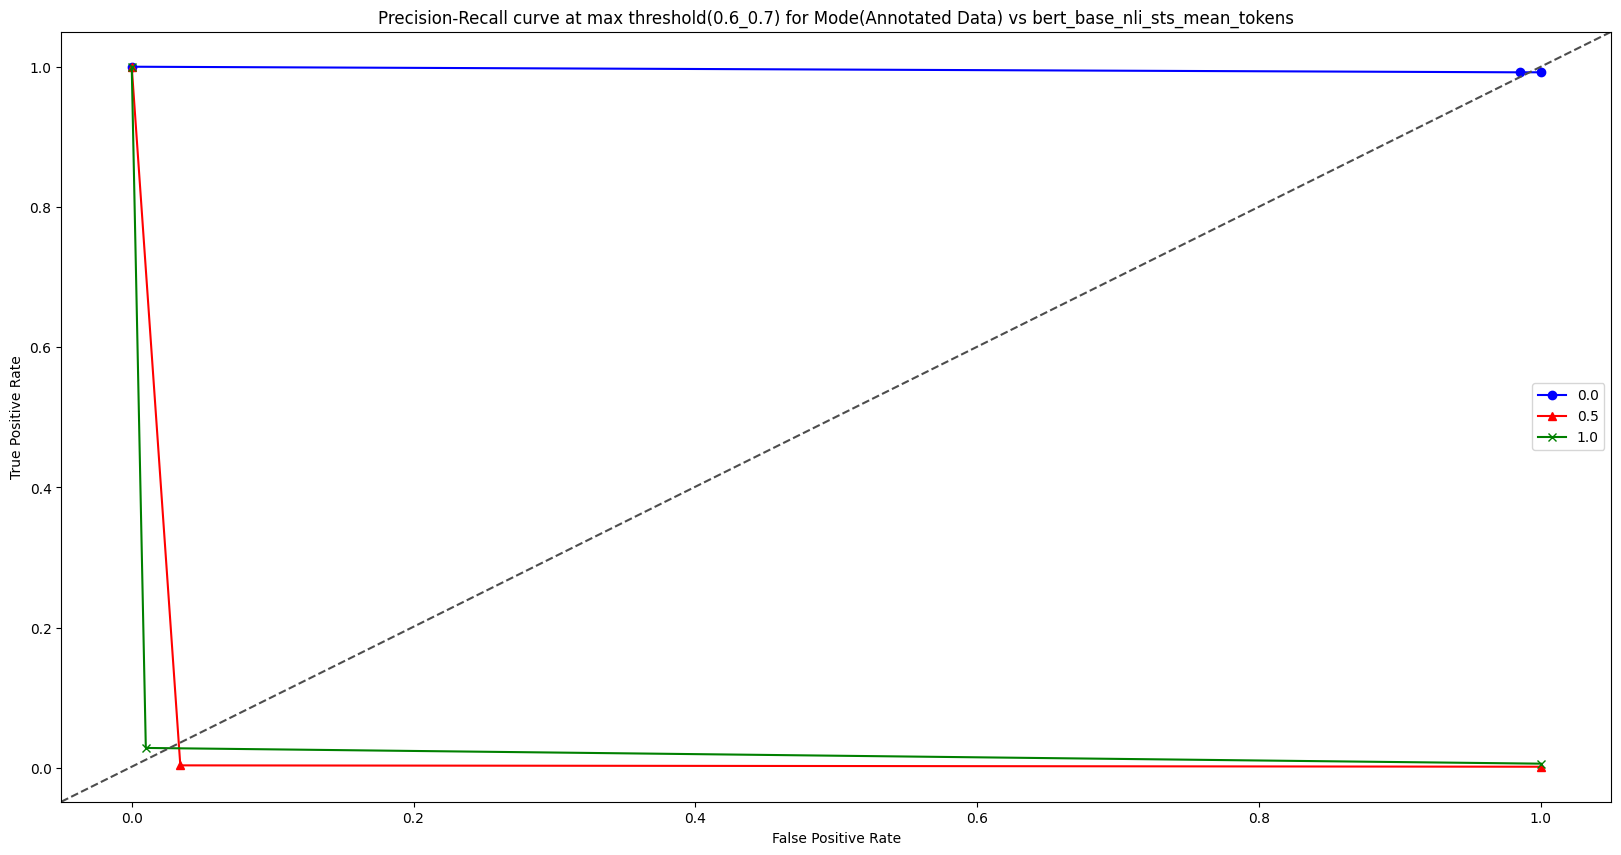 Precision-Recall curve at max threshold(0.6_0.7) for Mode(Annotated Data) vs bert_base_nli_sts_mean_tokens
1.0
0.8
0.6
0.4
0.2
0.0
True Positive Rate
0.0
0.5
1.0
0.0 0.2 0.4 0.6 0.8 1.0
False Positive Rate